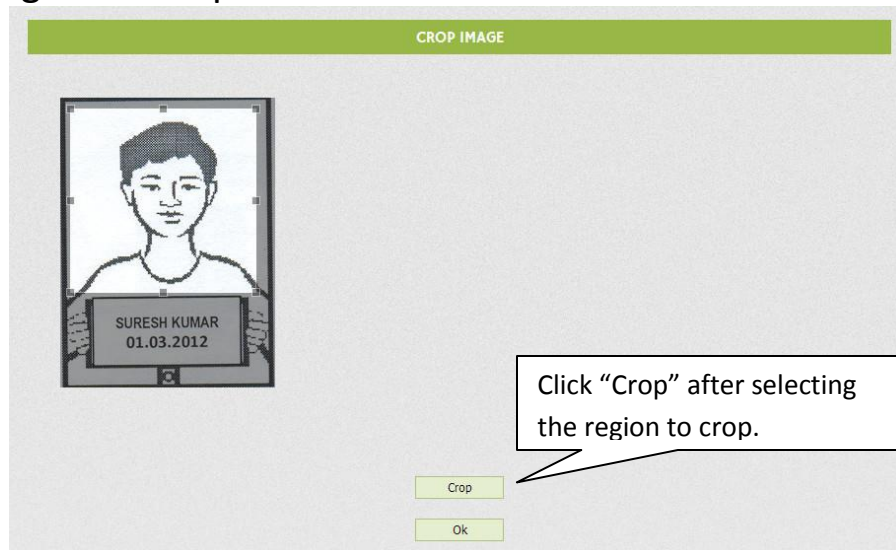 CROP IMAGE
SURESH KUMAR
01.03.2012
Click “Crop” after selecting
the region to crop.
Crop
Ok